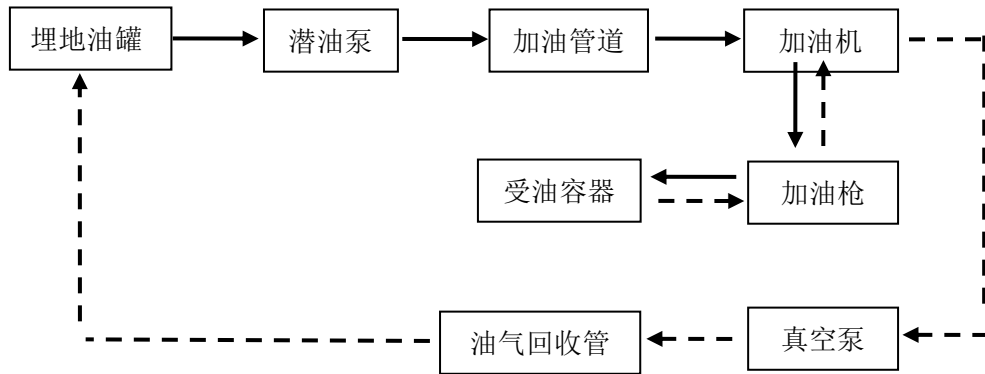 埋地油罐
潜油泵
加油管道
加油机
受油容器
加油枪
油气回收管
真空泵